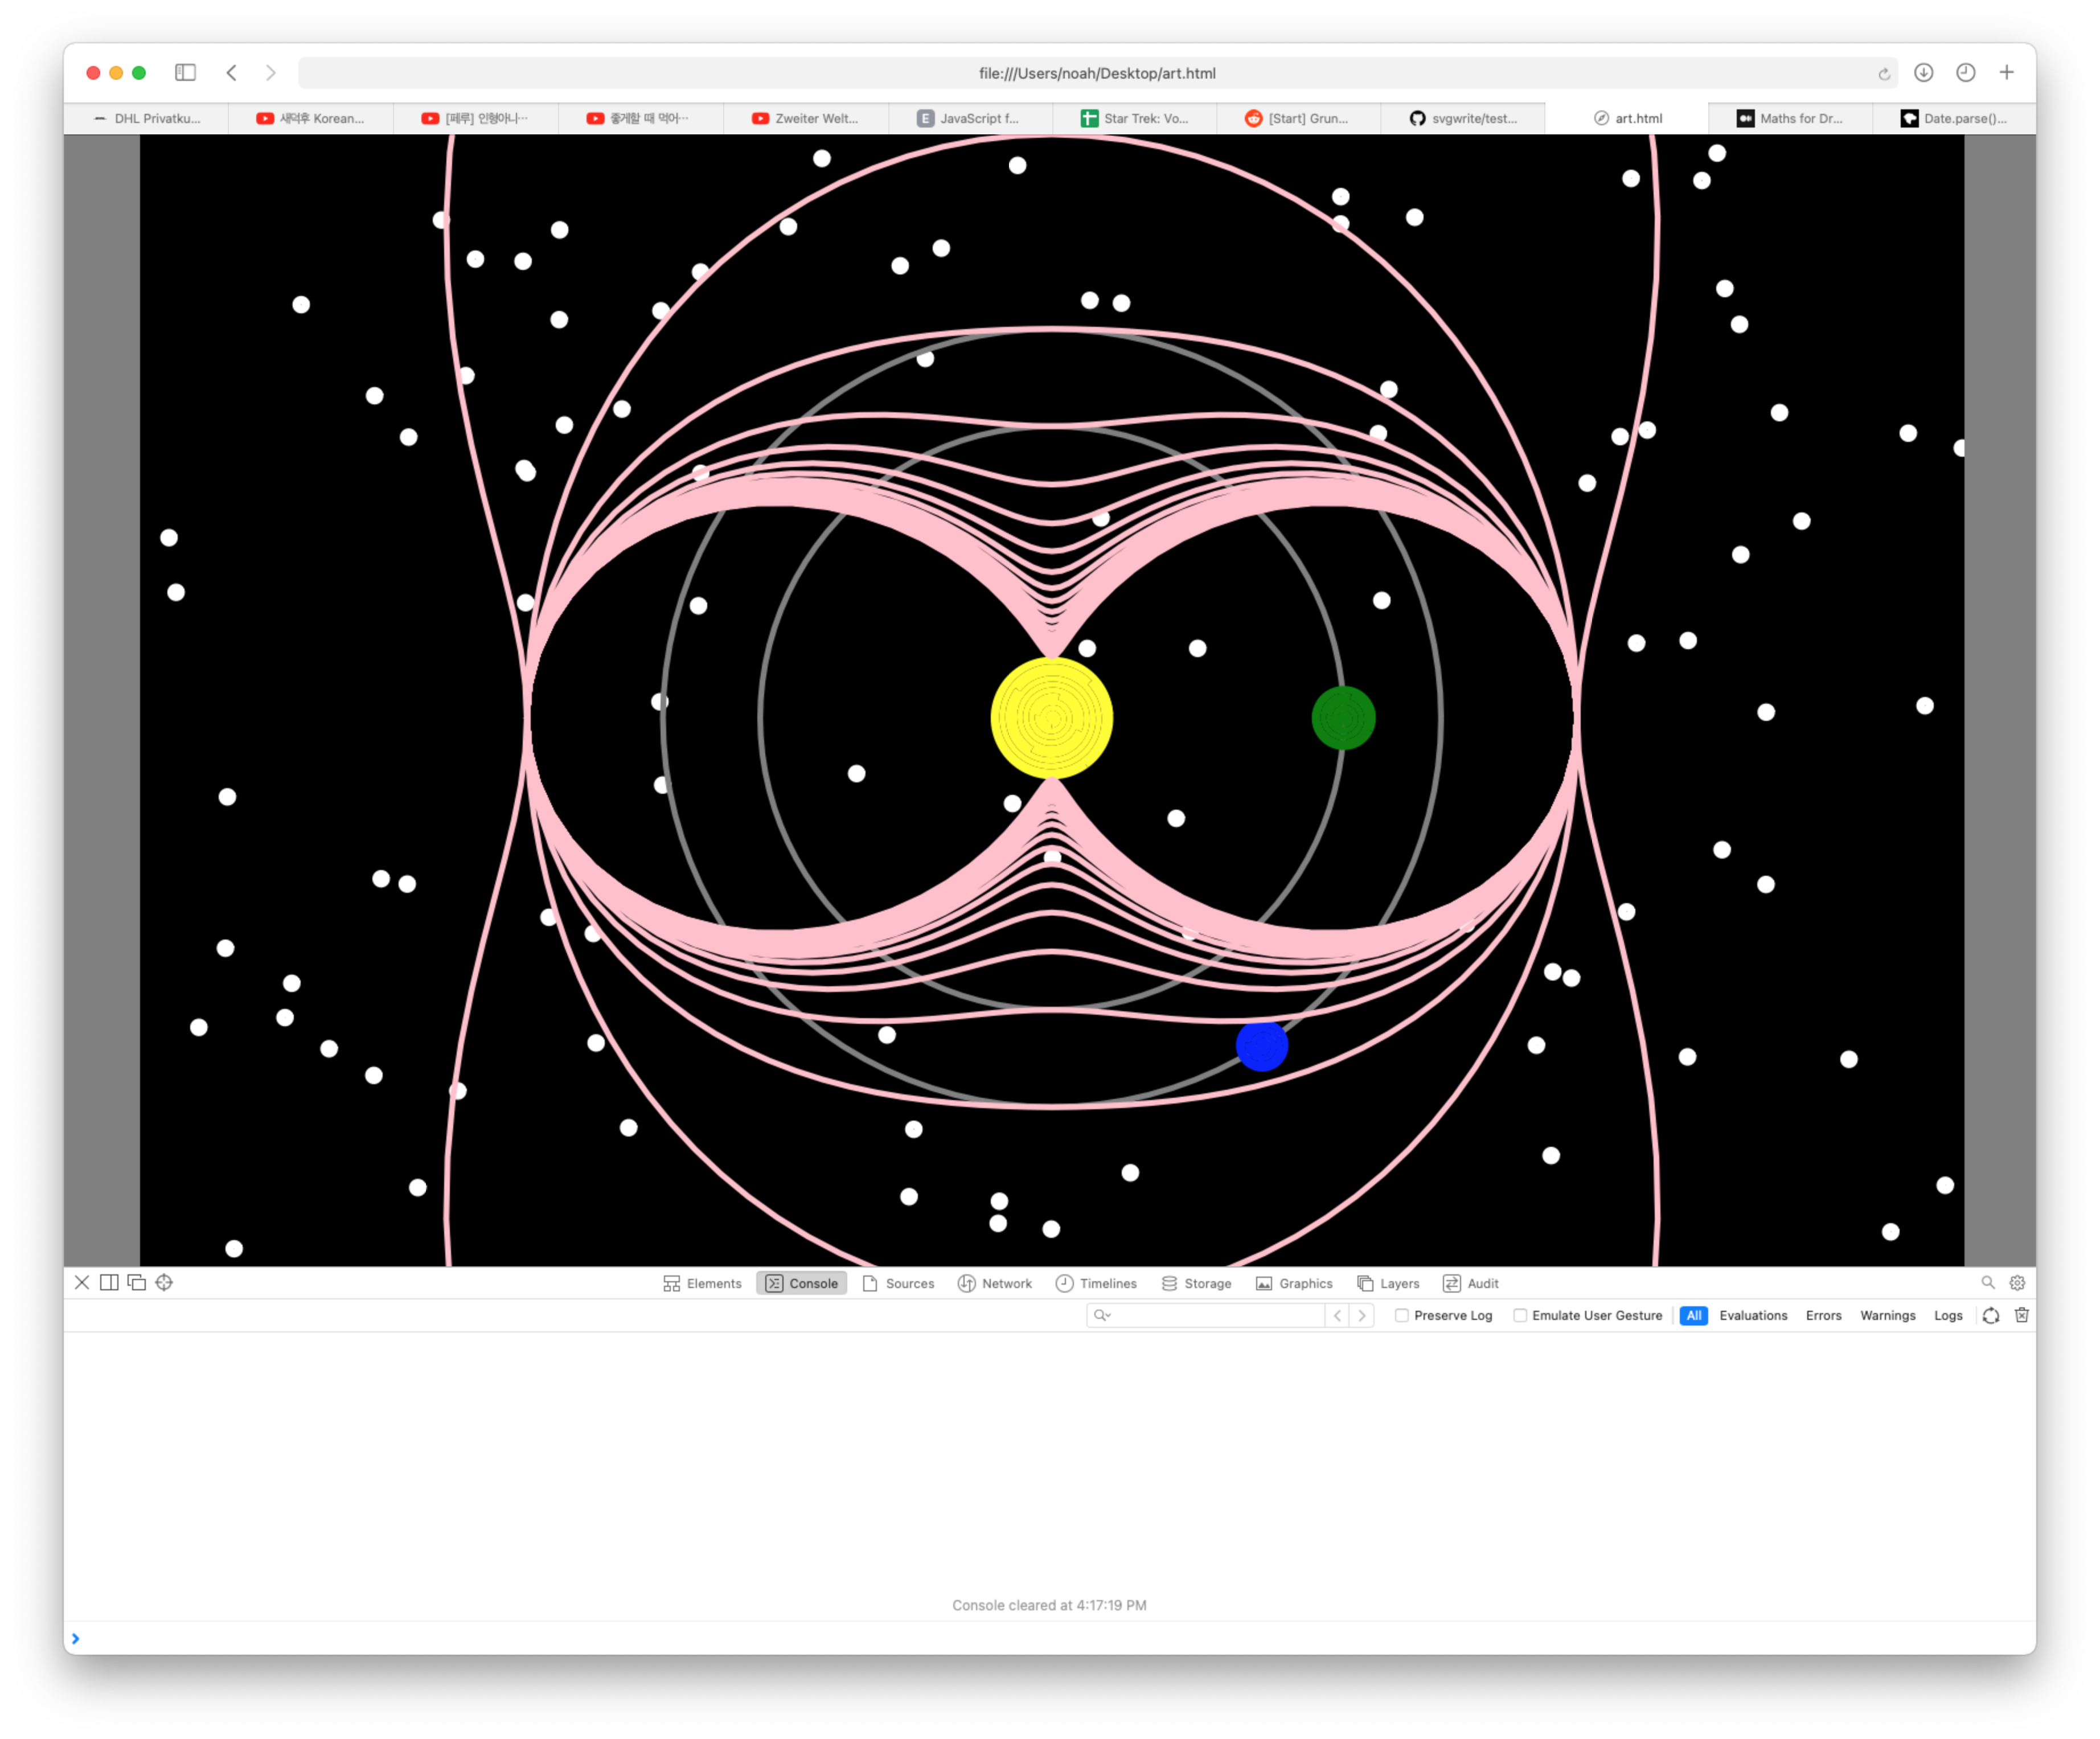 file:///Users/noah/Desktop/art.html
DHL Privatku... 새덕후 Korean... [페루] 인형아니… 좋게할 때 먹어… Zweiter Welt... E JavaScript f... Star Trek: Vo... [Start] Grun... svgwrite/test... art.html Maths for Dr... Date.parse()...
Elements Console Sources Network Timelines Storage Graphics Layers Audit
Preserve Log Emulate User Gesture All Evaluations Errors Warnings Logs
Console cleared at 4:17:19 PM